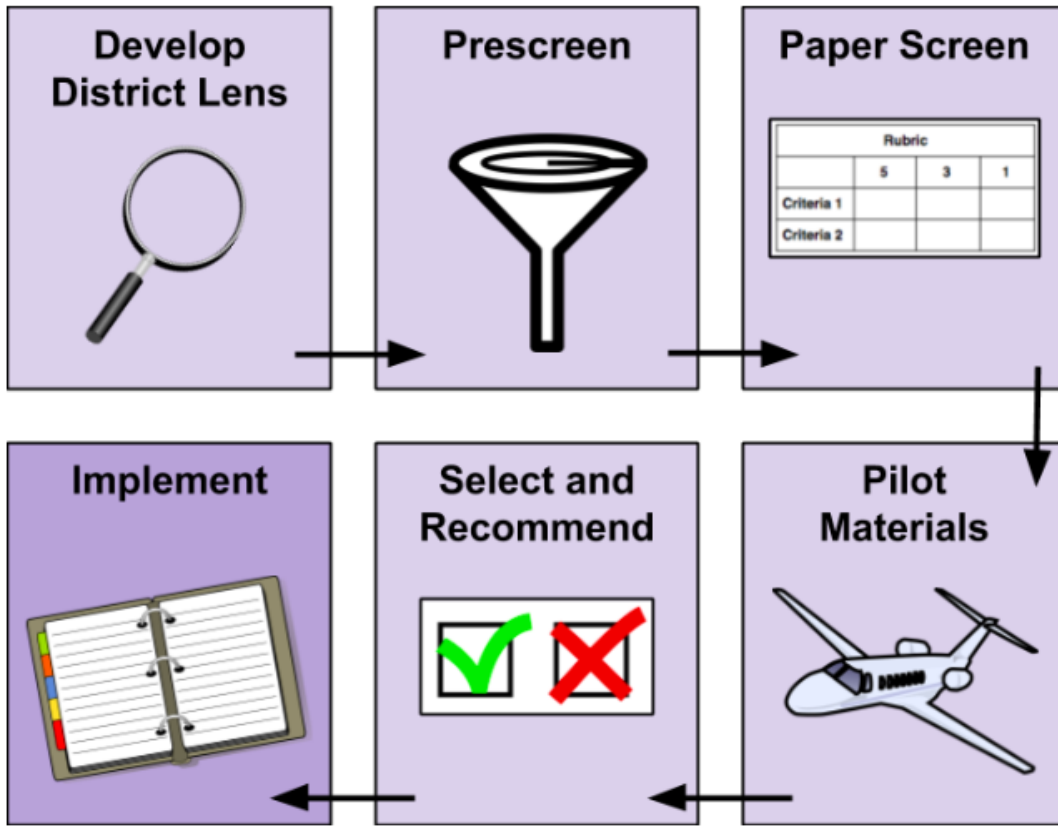 Develop
District Lens
Prescreen
Paper Screen
Rubric
5 3 1
Criteria 1
Criteria 2
Implement
Select and
Recommend
Pilot
Materials